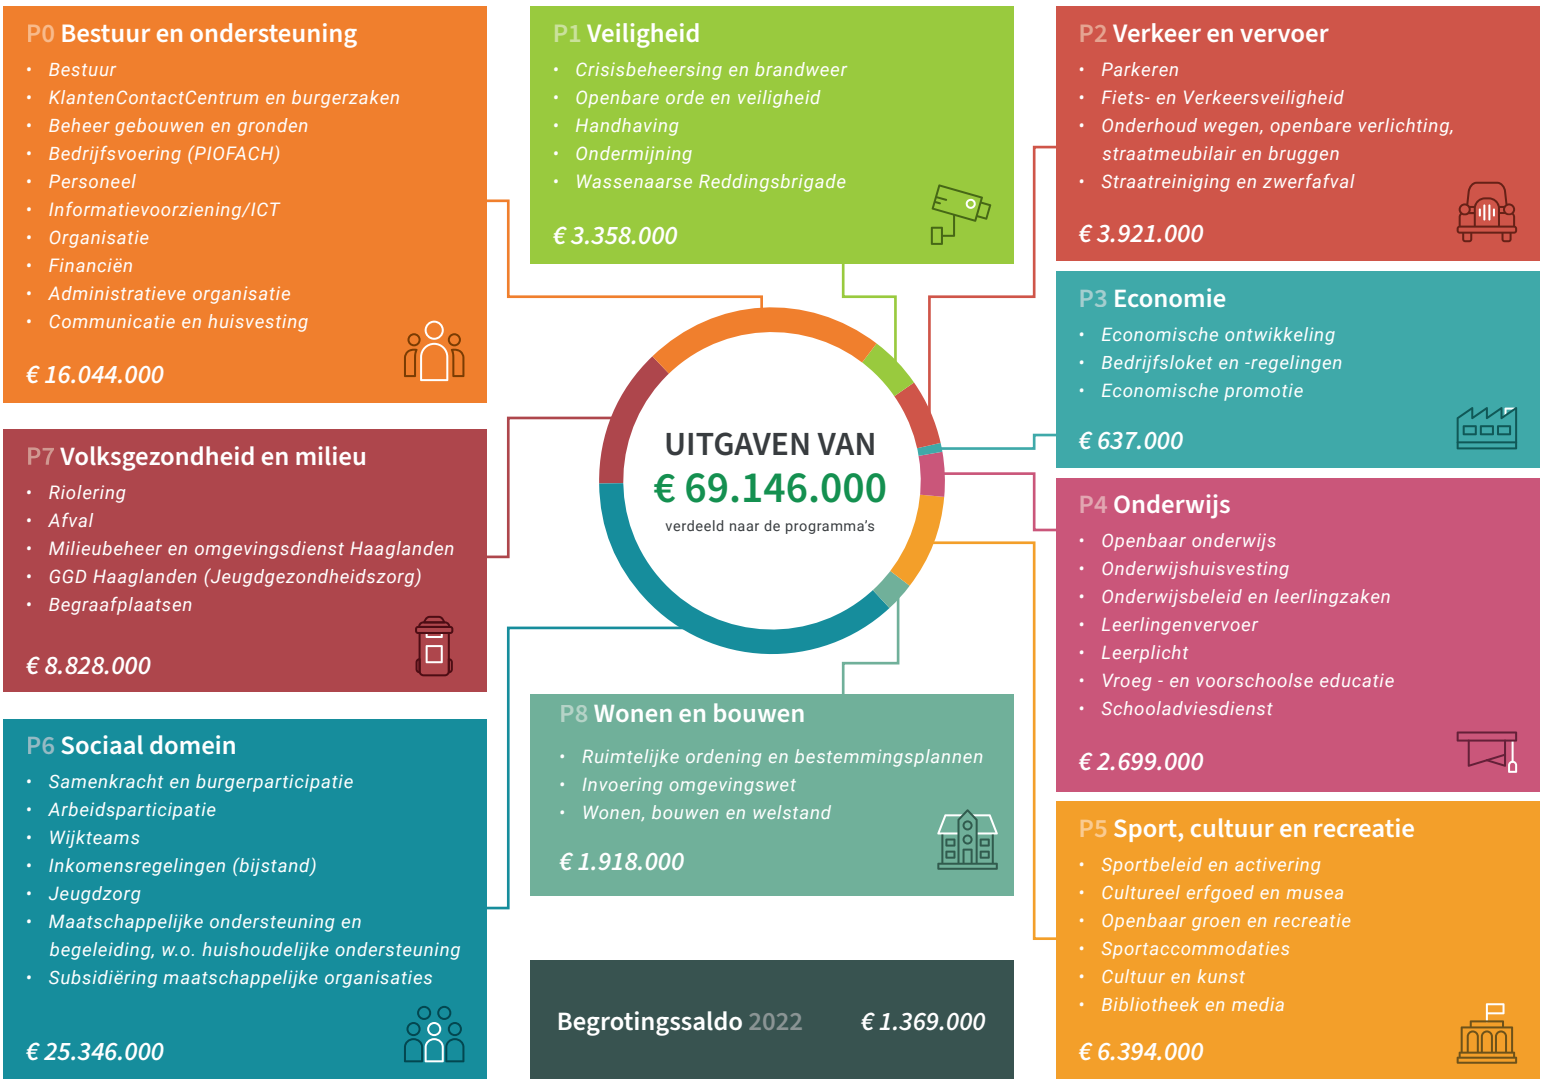 P0 Bestuur en ondersteuning
• Bestuur
• KlantenContactCentrum en burgerzaken
• Beheer gebouwen en gronden
• Bedrijfsvoering (PIOFACH)
• Personeel
• Informatievoorziening/ICT
• Organisatie
• Financiën
• Administratieve organisatie
• Communicatie en huisvesting
€ 16.044.000
P1 Veiligheid
• Crisisbeheersing en brandweer
• Openbare orde en veiligheid
• Handhaving
• Ondermijning
• Wassenaarse Reddingsbrigade
€ 3.358.000
P2 Verkeer en vervoer
• Parkeren
• Fiets- en Verkeersveiligheid
• Onderhoud wegen, openbare verlichting,
straatmeubilair en bruggen
• Straatreiniging en zwerfafval
€ 3.921.000
P3 Economie
• Economische ontwikkeling
• Bedrijfsloket en -regelingen
• Economische promotie
€ 637.000
UITGAVEN VAN
€ 69.146.000
verdeeld naar de programma's
P7 Volksgezondheid en milieu
• Riolering
• Afval
• Milieubeheer en omgevingsdienst Haaglanden
• GGD Haaglanden (Jeugdgezondheidszorg)
• Begraafplaatsen
€ 8.828.000
P4 Onderwijs
• Openbaar onderwijs
• Onderwijshuisvesting
• Onderwijsbeleid en leerlingzaken
• Leerlingenvervoer
• Leerplicht
• Vroeg - en voorschoolse educatie
• Schooladviesdienst
€ 2.699.000
P6 Sociaal domein
• Samenkracht en burgerparticipatie
• Arbeidsparticipatie
• Wijkteams
• Inkomensregelingen (bijstand)
• Jeugdzorg
• Maatschappelijke ondersteuning en
begeleiding, w.o. huishoudelijke ondersteuning
• Subsidiëring maatschappelijke organisaties
€ 25.346.000
P8 Wonen en bouwen
• Ruimtelijke ordening en bestemmingsplannen
• Invoering omgevingswet
• Wonen, bouwen en welstand
€ 1.918.000
P5 Sport, cultuur en recreatie
• Sportbeleid en activering
• Cultureel erfgoed en musea
• Openbaar groen en recreatie
• Sportaccommodaties
• Cultuur en kunst
• Bibliotheek en media
€ 6.394.000
Begrotingssaldo 2022 € 1.369.000